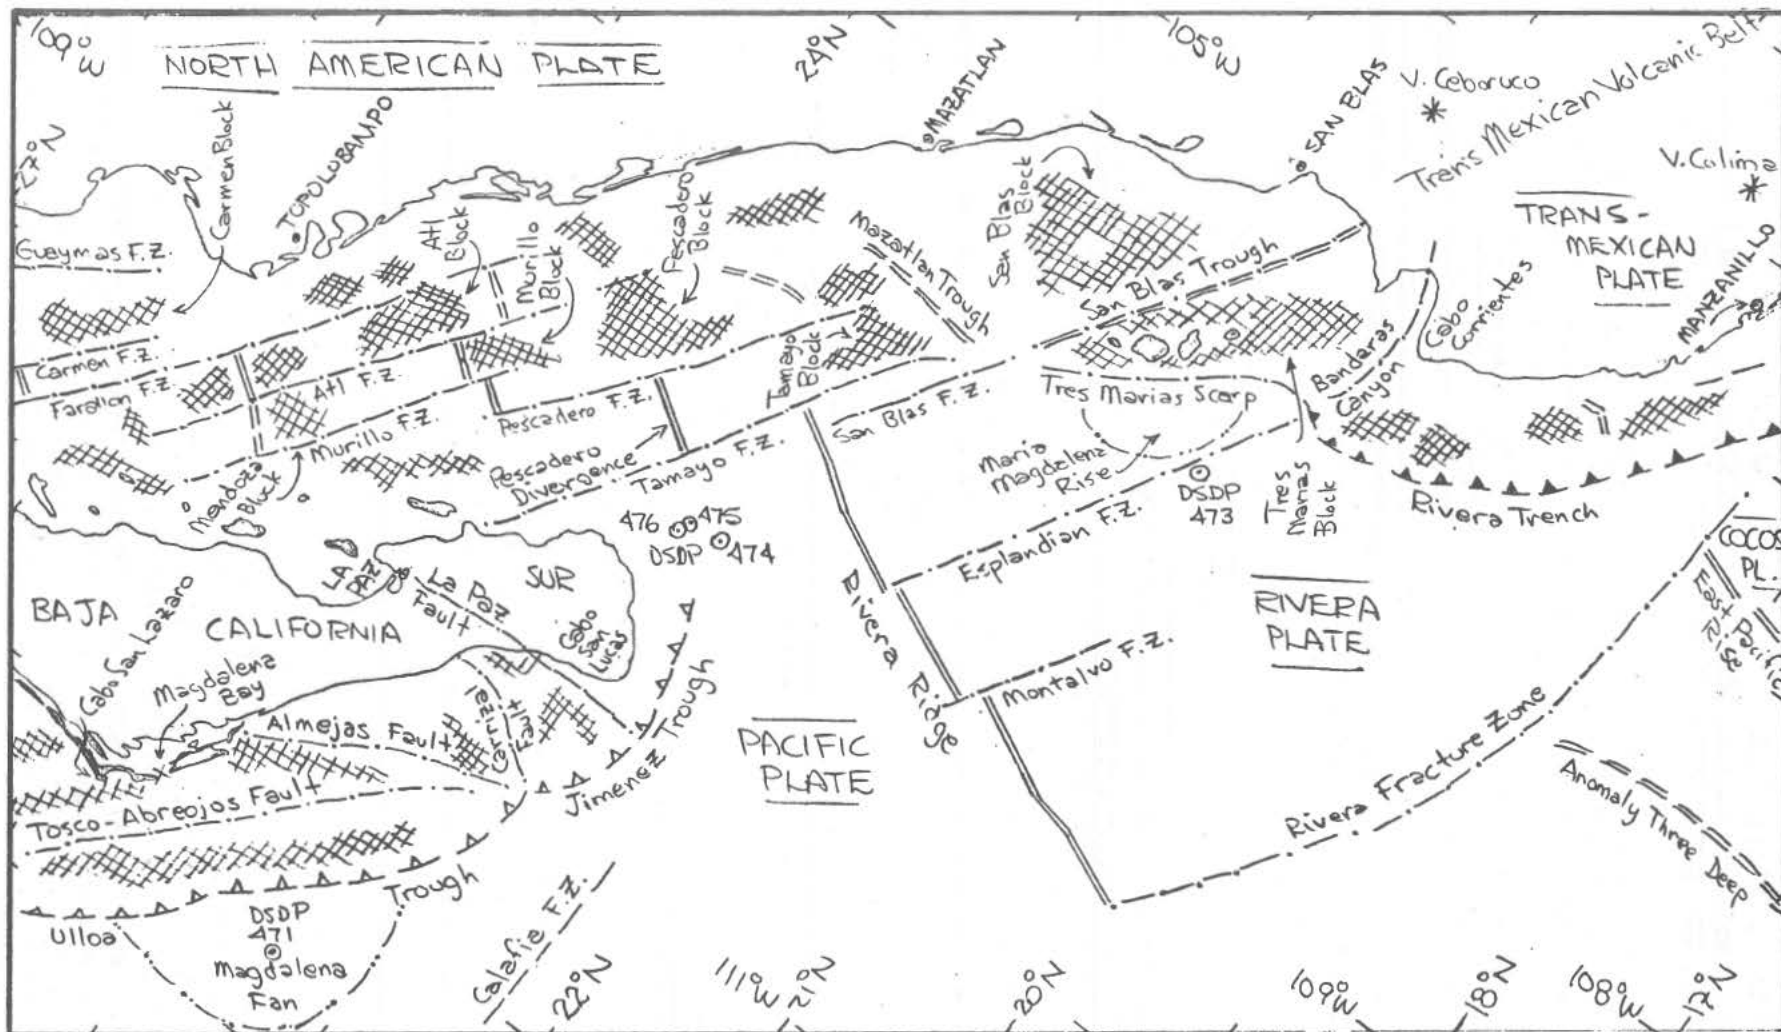 109°W
NORTH AMERICAN PLATE
24°N
105°W
Trans Mexican Volcanic Belt
V. Ceboruco
V. Colima
27°N
Carmen Block
TOPOLOBAMPO
MAZATLAN
SAN BLAS
TRANS-
MEXICAN
PLATE
MANZANILLO
Guaymas F.Z.
Atl
Block
Murillo
Block
Pescadero
Block
Mazatlan Trough
San Blas
Block
San Blas Trough
Cabo
Corrientes
Carmen F.Z.
Farallon F.Z.
Atl F.Z.
Murillo F.Z.
Pescadero F.Z.
Tamayo
Block
San Blas F.Z.
Tres Marias Scarp
Banderas
Canyon
Mendoza
Block
Pescadero
Divergence
Tamayo F.Z.
Maria
Magdalena
Rise
DSDP
473
Tres
Marias
Block
Rivera Trench
476
475
DSDP
474
Esplandian F.Z.
COCOS
PL.
East Pacific
Rise
BAJA
CALIFORNIA
SUR
LA
PAZ
La Paz
Fault
Cabo
San
Lucas
Cabo San Lazaro
Magdalena
Bay
Almejas Fault
Carrizal
Fault
Jimenez Trough
Rivera Ridge
Montalvo F.Z.
RIVERA
PLATE
PACIFIC
PLATE
Tosco-Abreojos Fault
Rivera Fracture Zone
Anomaly Three Deep
Ulloa
Trough
DSDP
471
Magdalena
Fan
Calafia F.Z.
22°N
111°W
21°N
20°N
109°W
18°N
108°W
17°N